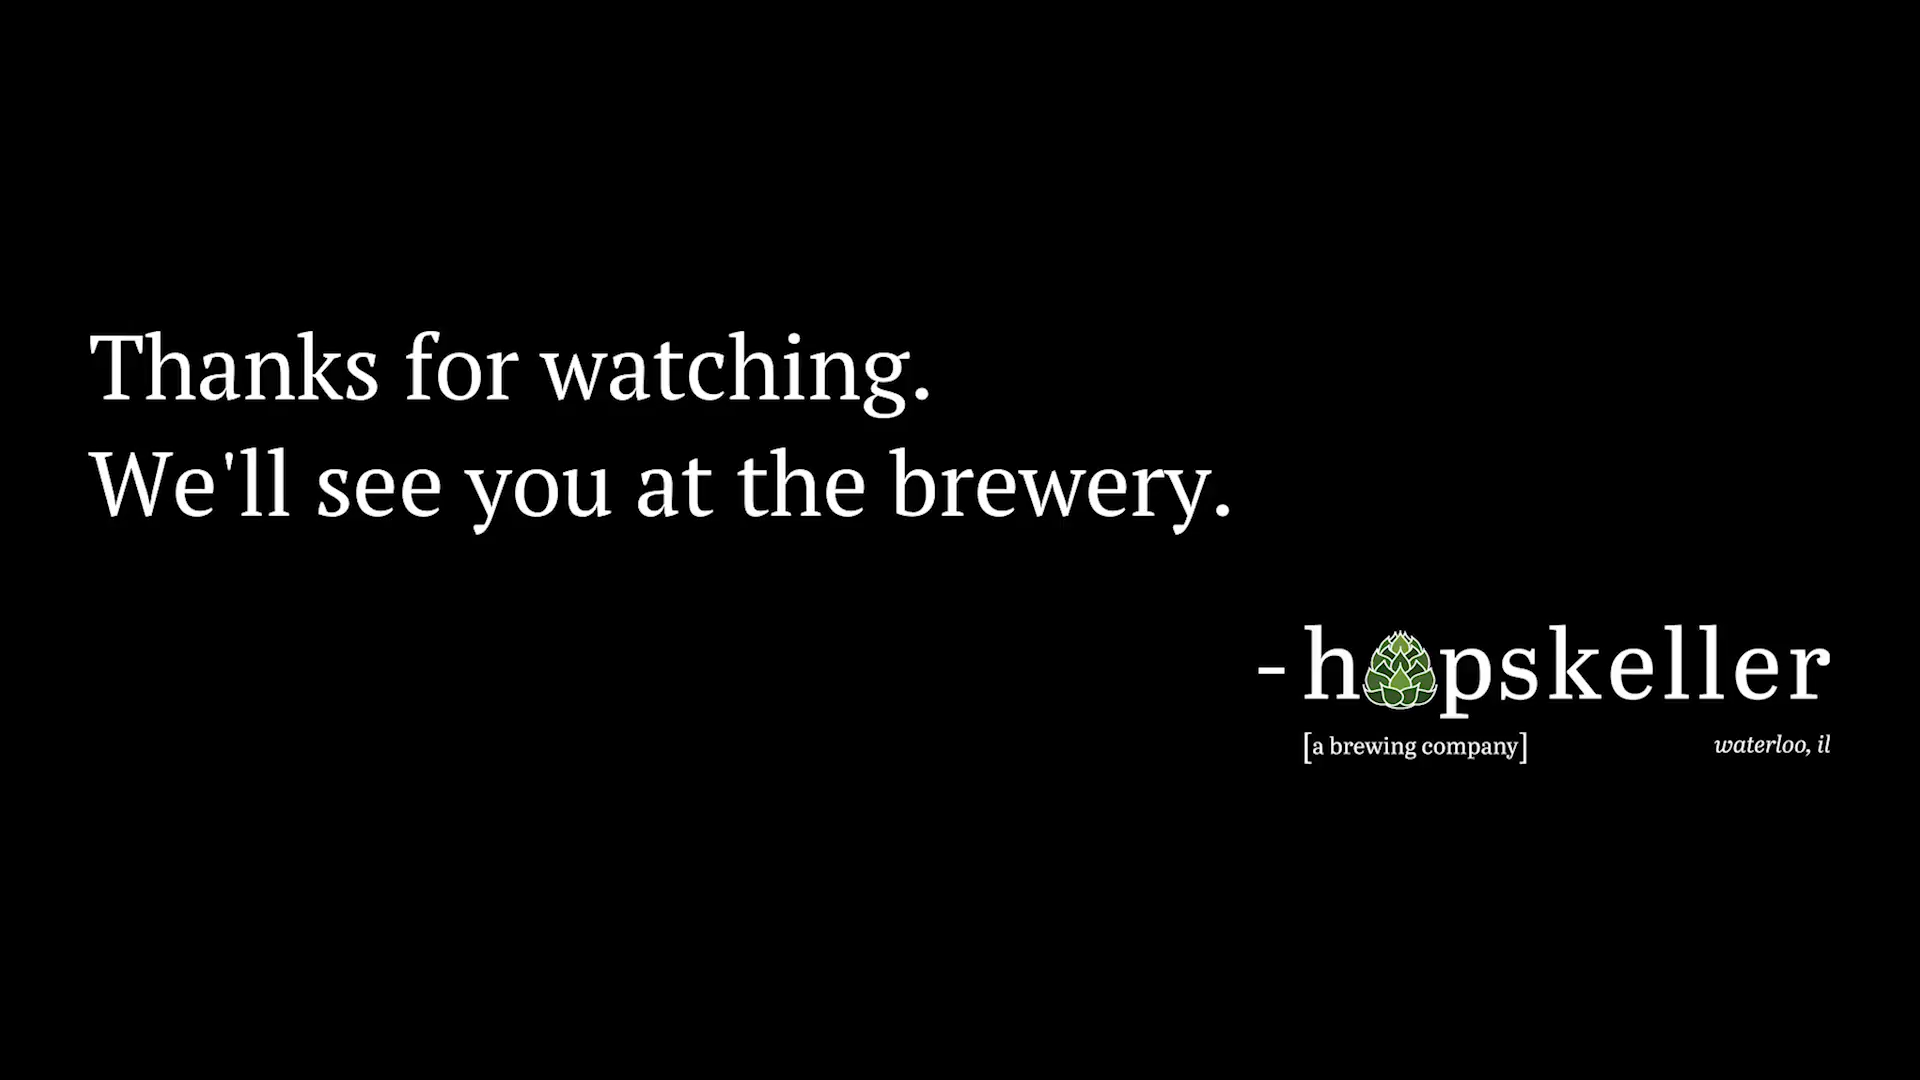 Thanks for watching.
We'll see you at the brewery.
- hopskeller
[a brewing company] waterloo, il